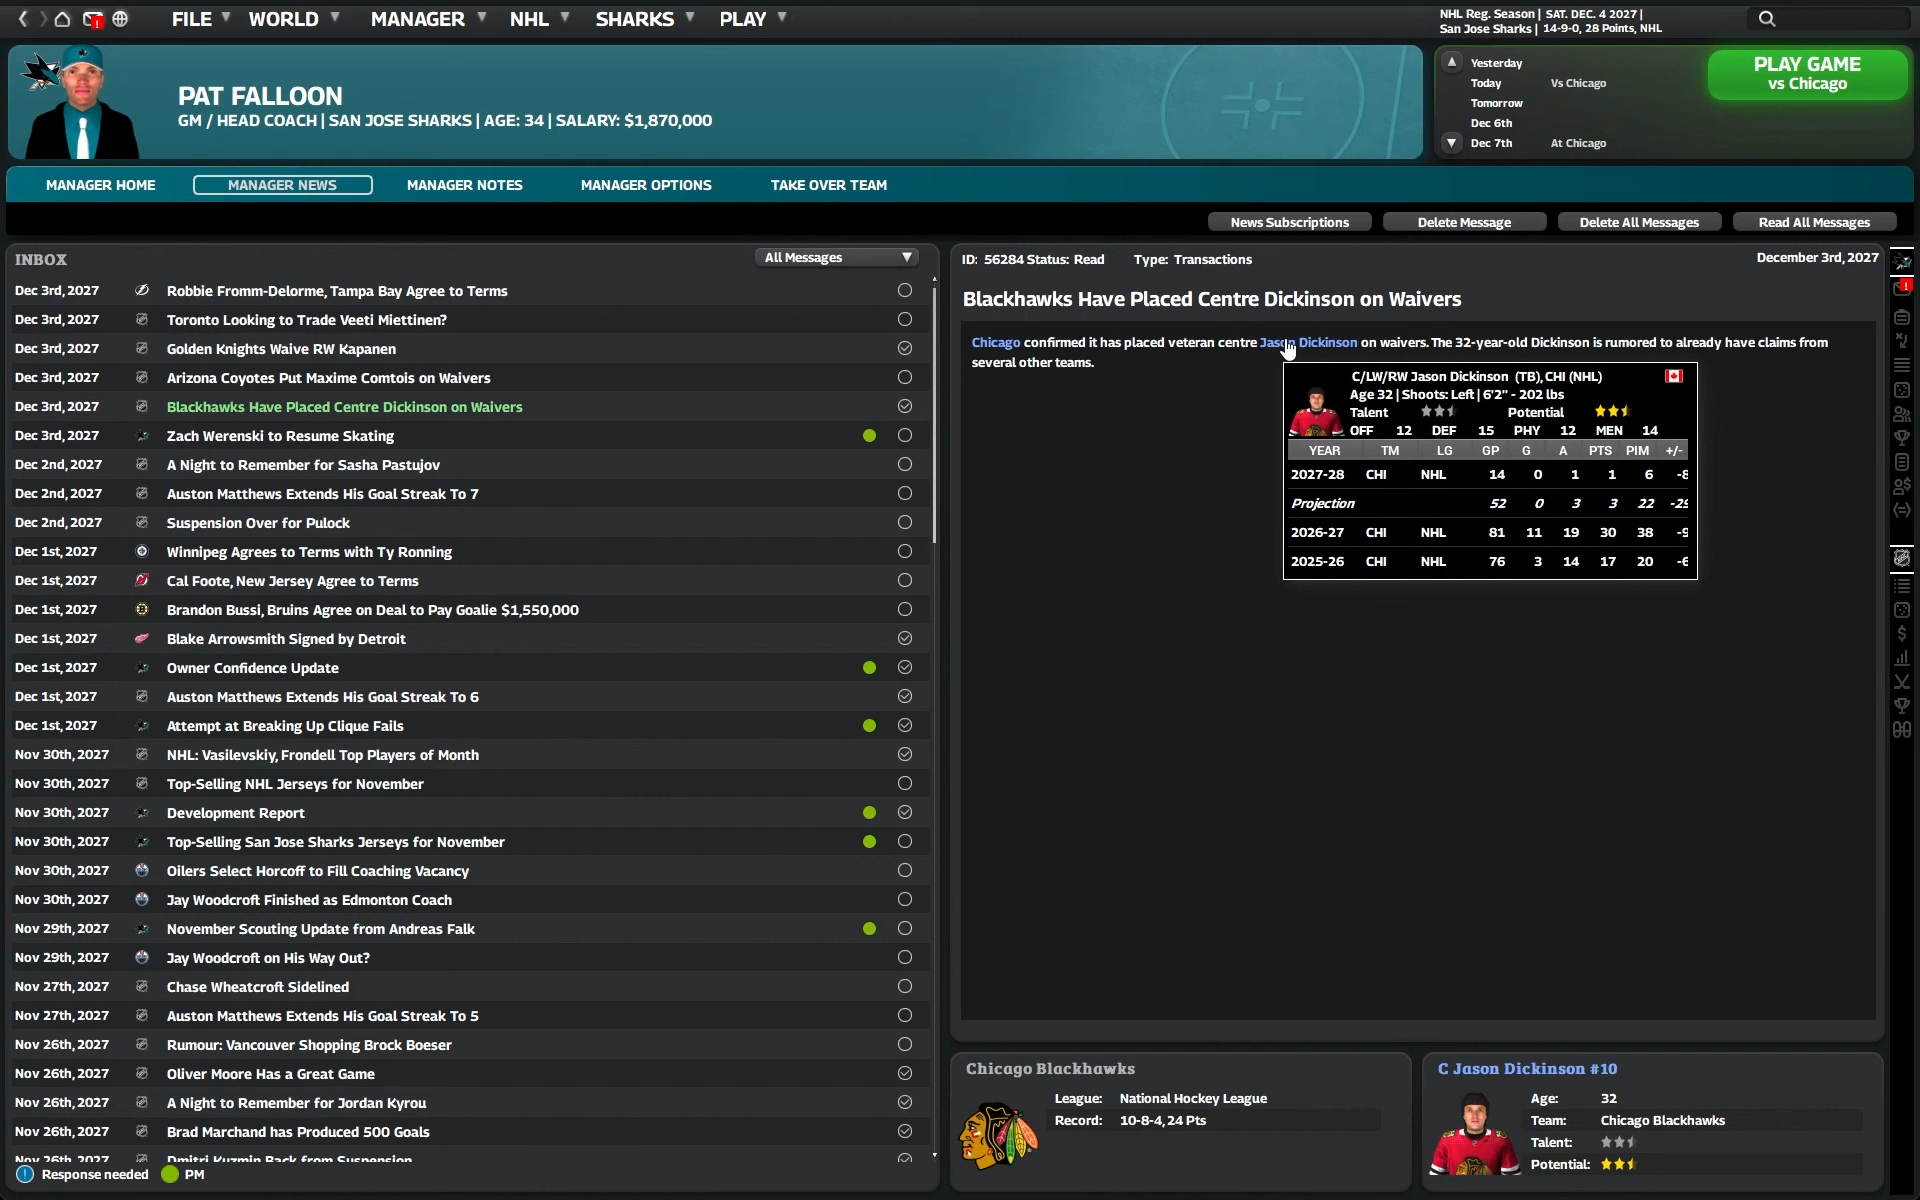 FILE WORLD MANAGER NHL SHARKS PLAY
NHL Reg. Season | SAT. DEC. 4 2027 |
San Jose Sharks | 14-9-0, 28 Points, NHL
PAT FALLOON
GM / HEAD COACH | SAN JOSE SHARKS | AGE: 34 | SALARY: $1,870,000
Yesterday
Today Vs Chicago
Tomorrow
Dec 6th
Dec 7th At Chicago
PLAY GAME
vs Chicago
MANAGER HOME MANAGER NEWS MANAGER NOTES MANAGER OPTIONS TAKE OVER TEAM
News Subscriptions Delete Message Delete All Messages Read All Messages
INBOX All Messages
Dec 3rd, 2027 Robbie Fromm-Delorme, Tampa Bay Agree to Terms
Dec 3rd, 2027 Toronto Looking to Trade Veeti Miettinen?
Dec 3rd, 2027 Golden Knights Waive RW Kapanen
Dec 3rd, 2027 Arizona Coyotes Put Maxime Comtois on Waivers
Dec 3rd, 2027 Blackhawks Have Placed Centre Dickinson on Waivers
Dec 3rd, 2027 Zach Werenski to Resume Skating
Dec 2nd, 2027 A Night to Remember for Sasha Pastujov
Dec 2nd, 2027 Auston Matthews Extends His Goal Streak To 7
Dec 2nd, 2027 Suspension Over for Pulock
Dec 1st, 2027 Winnipeg Agrees to Terms with Ty Ronning
Dec 1st, 2027 Cal Foote, New Jersey Agree to Terms
Dec 1st, 2027 Brandon Bussi, Bruins Agree on Deal to Pay Goalie $1,550,000
Dec 1st, 2027 Blake Arrowsmith Signed by Detroit
Dec 1st, 2027 Owner Confidence Update
Dec 1st, 2027 Auston Matthews Extends His Goal Streak To 6
Dec 1st, 2027 Attempt at Breaking Up Clique Fails
Nov 30th, 2027 NHL: Vasilevskiy, Frondell Top Players of Month
Nov 30th, 2027 Top-Selling NHL Jerseys for November
Nov 30th, 2027 Development Report
Nov 30th, 2027 Top-Selling San Jose Sharks Jerseys for November
Nov 30th, 2027 Oilers Select Horcoff to Fill Coaching Vacancy
Nov 30th, 2027 Jay Woodcroft Finished as Edmonton Coach
Nov 29th, 2027 November Scouting Update from Andreas Falk
Nov 29th, 2027 Jay Woodcroft on His Way Out?
Nov 27th, 2027 Chase Wheatcroft Sidelined
Nov 27th, 2027 Auston Matthews Extends His Goal Streak To 5
Nov 26th, 2027 Rumour: Vancouver Shopping Brock Boeser
Nov 26th, 2027 Oliver Moore Has a Great Game
Nov 26th, 2027 A Night to Remember for Jordan Kyrou
Nov 26th, 2027 Brad Marchand has Produced 500 Goals
Nov 26th, 2027 Dmitri Kuzmin Back from Suspension
Response needed PM
ID: 56284 Status: Read Type: Transactions December 3rd, 2027
Blackhawks Have Placed Centre Dickinson on Waivers
Chicago confirmed it has placed veteran centre Jason Dickinson on waivers. The 32-year-old Dickinson is rumored to already have claims from
several other teams.
C/LW/RW Jason Dickinson (TB), CHI (NHL)
Age 32 | Shoots: Left | 6'2" - 202 lbs
Talent Potential
OFF 12 DEF 15 PHY 12 MEN 14
YEAR TM LG GP G A PTS PIM +/-
2027-28 CHI NHL 14 0 1 1 6 -8
Projection 52 0 3 3 22 -29
2026-27 CHI NHL 81 11 19 30 38 -9
2025-26 CHI NHL 76 3 14 17 20 -6
Chicago Blackhawks
League: National Hockey League
Record: 10-8-4, 24 Pts
C Jason Dickinson #10
Age: 32
Team: Chicago Blackhawks
Talent:
Potential: